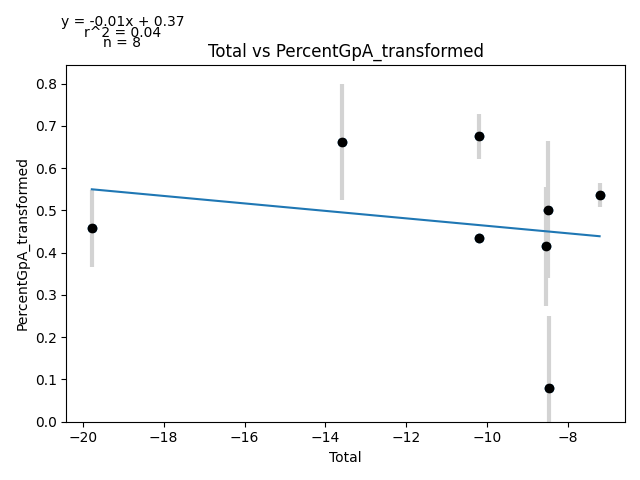 y = -0.01x + 0.37
r^2 = 0.04
n = 8
Total vs PercentGpA_transformed
PercentGpA_transformed
0.8
0.7
0.6
0.5
0.4
0.3
0.2
0.1
0.0
−20 −18 −16 −14 −12 −10 −8
Total